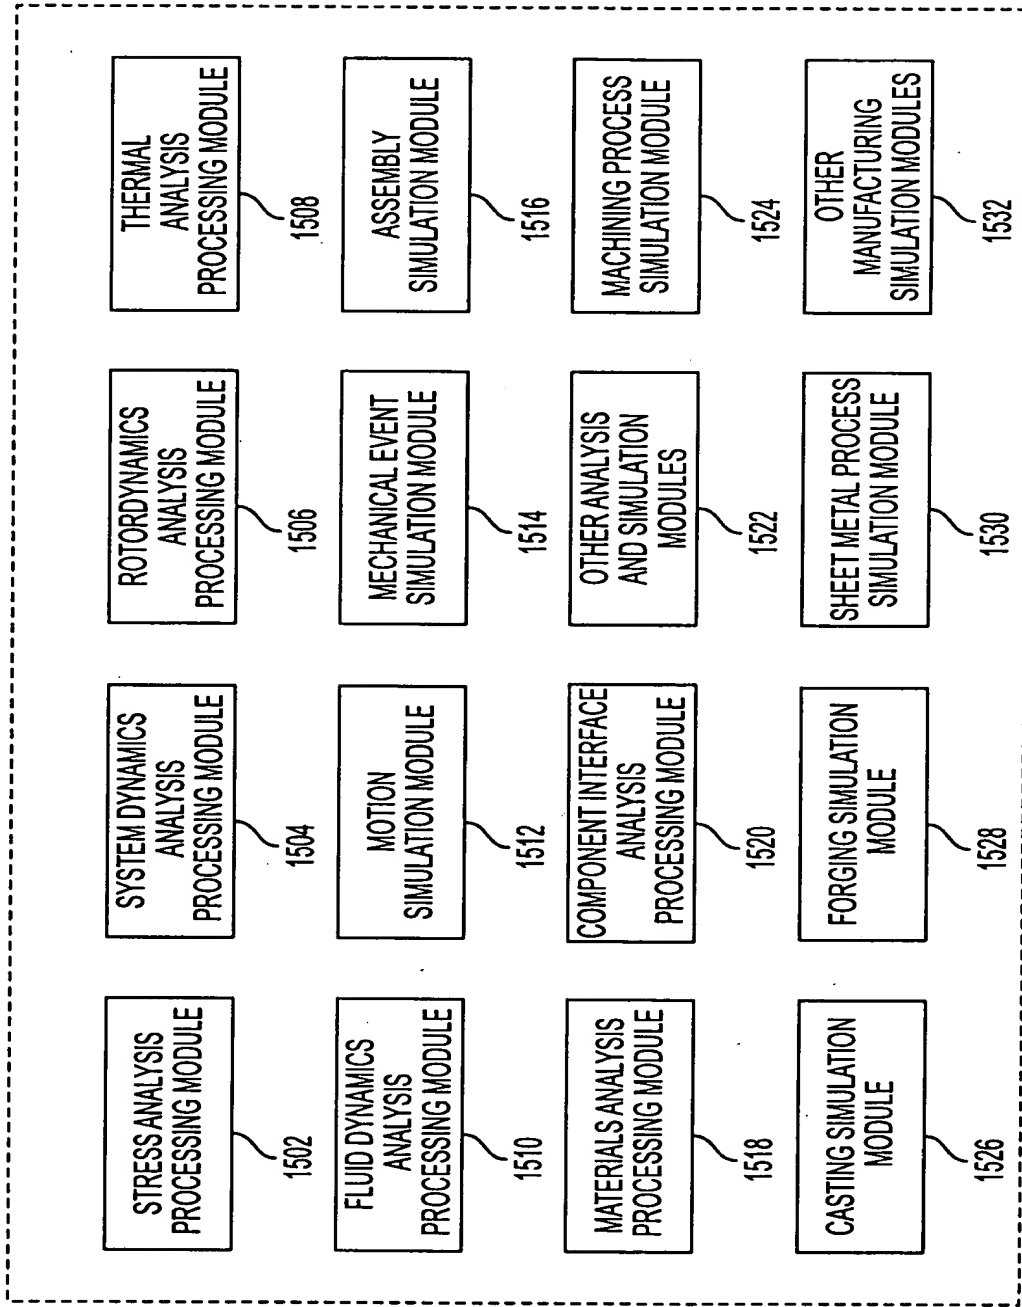 STRESS ANALYSIS
PROCESSING MODULE
1502
SYSTEM DYNAMICS
ANALYSIS
PROCESSING MODULE
1504
ROTORDYNAMICS
ANALYSIS
PROCESSING MODULE
1506
THERMAL
ANALYSIS
PROCESSING MODULE
1508
FLUID DYNAMICS
ANALYSIS
PROCESSING MODULE
1510
MOTION
SIMULATION MODULE
1512
MECHANICAL EVENT
SIMULATION MODULE
1514
ASSEMBLY
SIMULATION MODULE
1516
MATERIALS ANALYSIS
PROCESSING MODULE
1518
COMPONENT INTERFACE
ANALYSIS
PROCESSING MODULE
1520
OTHER ANALYSIS
AND SIMULATION
MODULES
1522
MACHINING PROCESS
SIMULATION MODULE
1524
CASTING SIMULATION
MODULE
1526
FORGING SIMULATION
MODULE
1528
SHEET METAL PROCESS
SIMULATION MODULE
1530
OTHER
MANUFACTURING
SIMULATION MODULES
1532